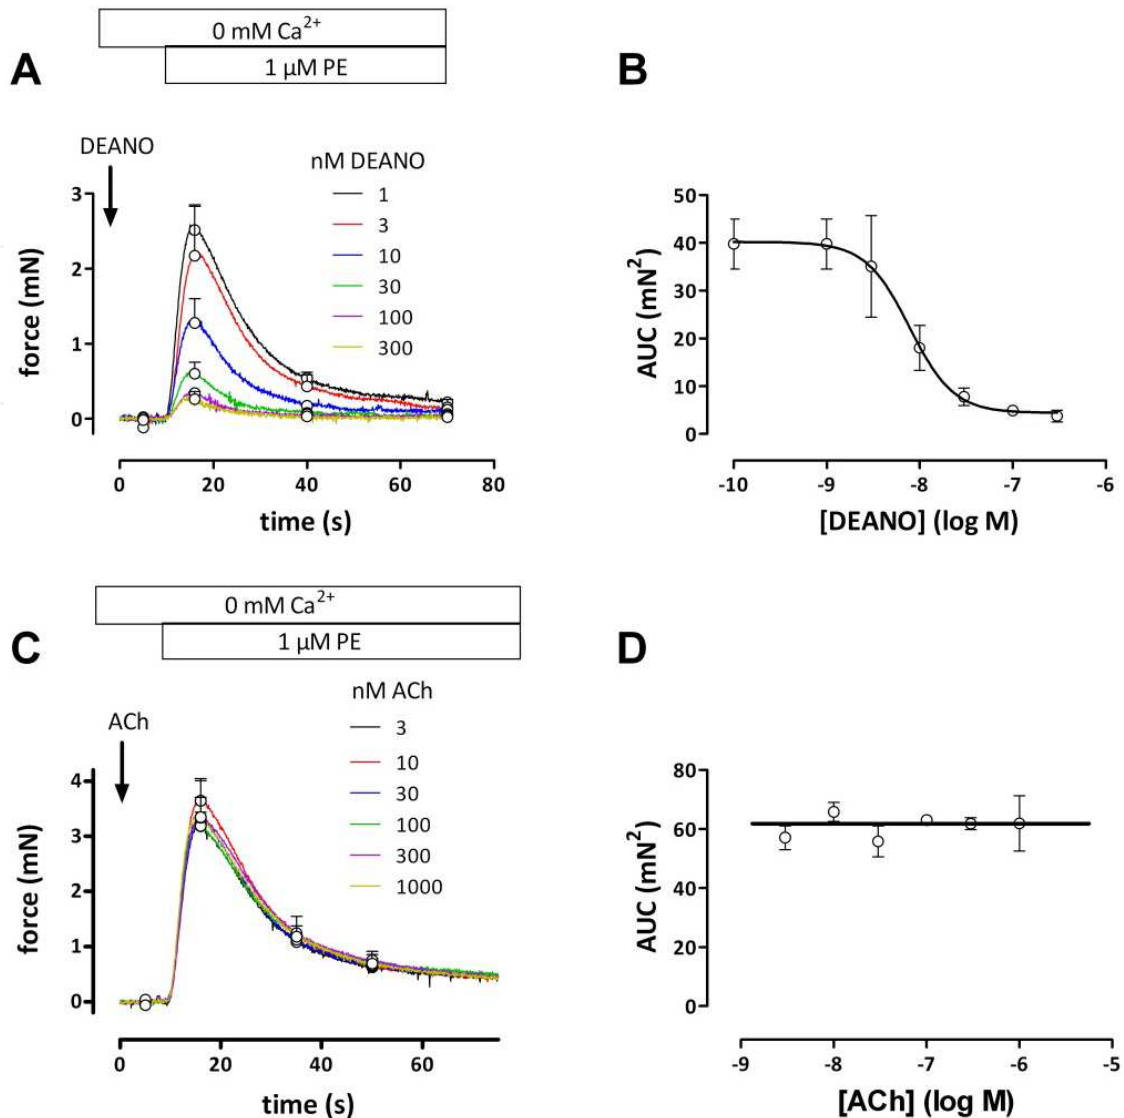 0 mM Ca²⁺
1 µM PE
A
B
DEANO
nM DEANO
1
3
10
30
100
300
3
2
1
0
force (mN)
0 20 40 60 80
time (s)
50
40
30
20
10
0
AUC (mN²)
-10 -9 -8 -7 -6
[DEANO] (log M)
0 mM Ca²⁺
1 µM PE
C
D
ACh
nM ACh
3
10
30
100
300
1000
4
3
2
1
0
force (mN)
0 20 40 60
time (s)
80
60
40
20
0
AUC (mN²)
-9 -8 -7 -6 -5
[ACh] (log M)